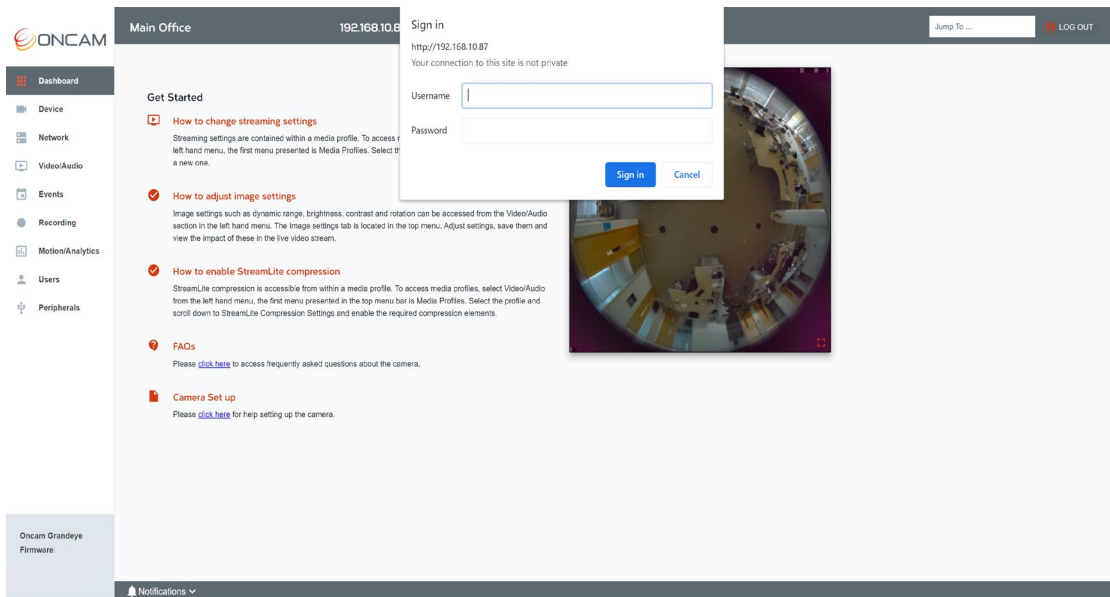 ONCAM
Main Office
192.168.10.8
Jump To ...
LOG OUT
Sign in
http://192.168.10.87
Your connection to this site is not private
Username
Password
Sign in
Cancel
Dashboard
Device
Network
Video/Audio
Events
Recording
Motion/Analytics
Users
Peripherals
Get Started
How to change streaming settings
Streaming settings are contained within a media profile. To access
left hand menu, the first menu presented is Media Profiles. Select
a new one.
How to adjust image settings
Image settings such as dynamic range, brightness, contrast and rotation can be accessed from the Video/Audio
section in the left hand menu. The Image settings tab is located in the top menu. Adjust settings, save them and
view the impact of these in the live video stream.
How to enable StreamLite compression
StreamLite compression is accessible from within a media profile. To access media profiles, select Video/Audio
from the left hand menu, the first menu presented in the top menu bar is Media Profiles. Select the profile and
scroll down to StreamLite Compression Settings and enable the required compression elements.
FAQs
Please click here to access frequently asked questions about the camera.
Camera Set up
Please click here for help setting up the camera.
Oncam Grandeye
Firmware:
Notifications